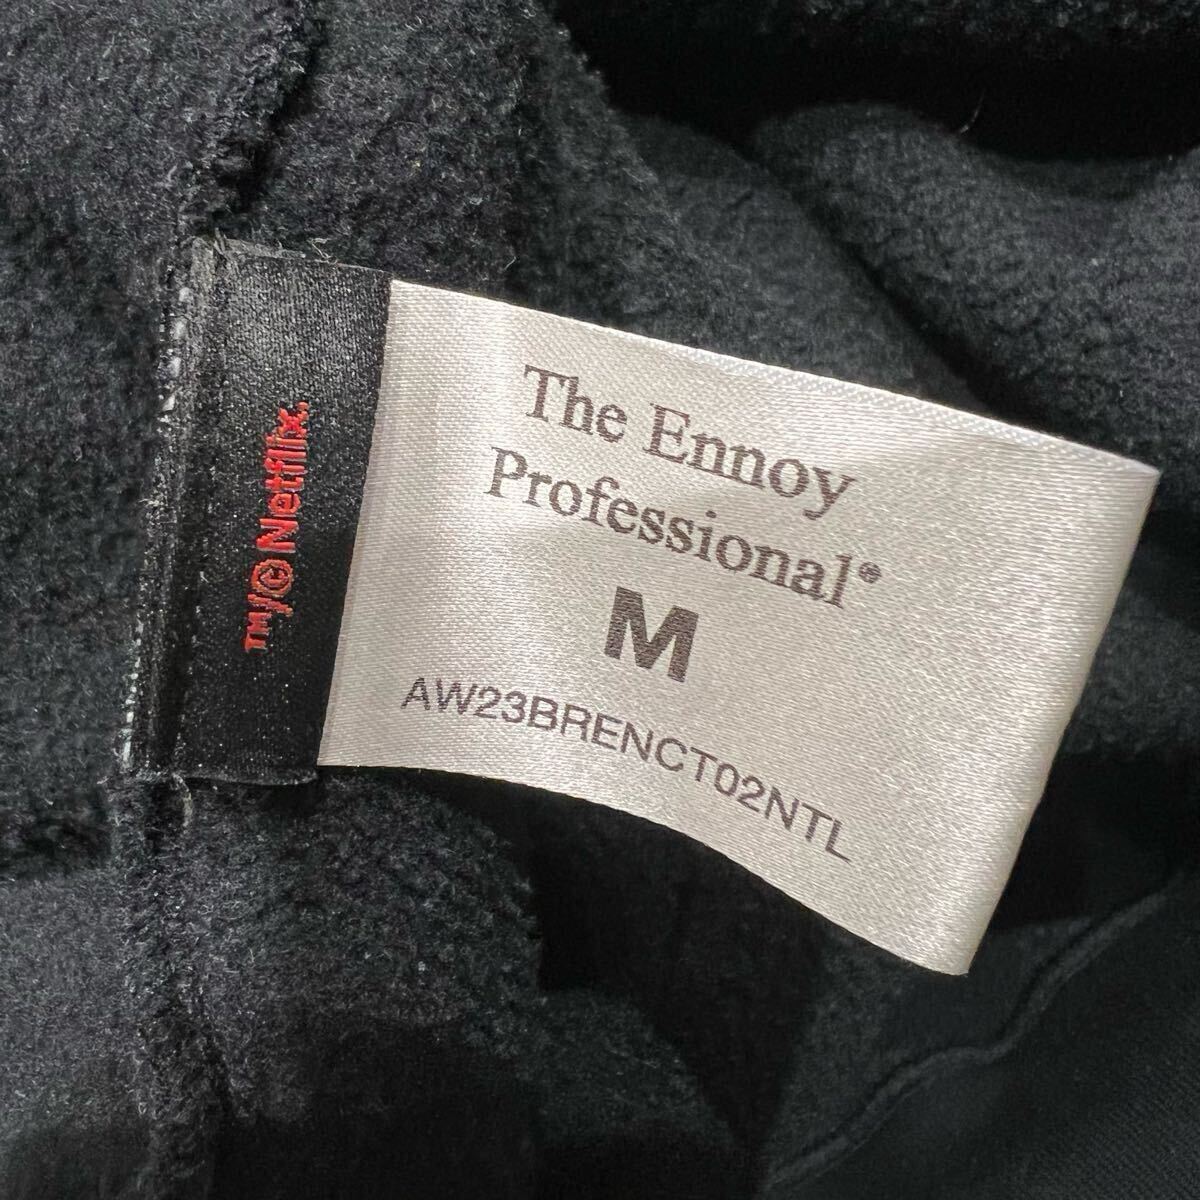 TM/© Netflix.
The Ennoy
Professional®
M
AW23BRENCT02NTL